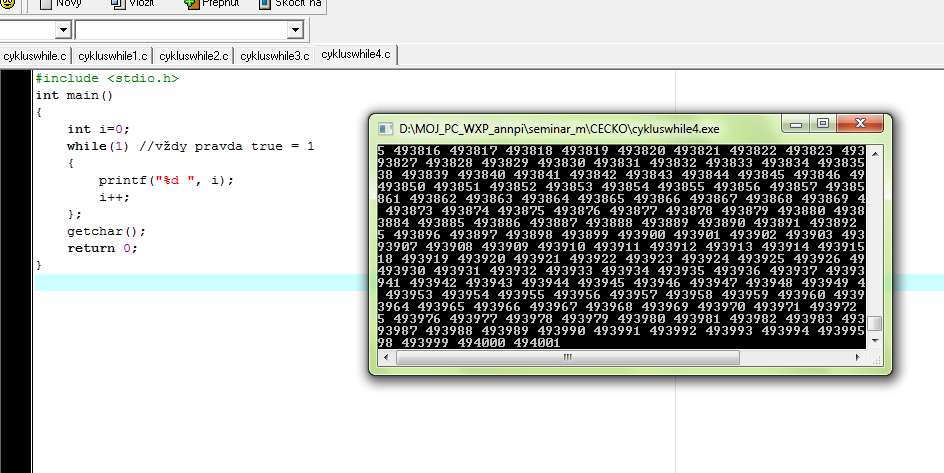 Nový Vložit Přepnut Skočit na
cykluswhile.c cykluswhile1.c cykluswhile2.c cykluswhile3.c cykluswhile4.c
#include <stdio.h>
int main()
{
int i=0;
while(1) //vždy pravda true = 1
{
printf("%d ", i);
i++;
};
getchar();
return 0;
}
D:\MOJ_PC_WXP_annpi\seminar_m\CECKO\cykluswhile4.exe
5 493816 493817 493818 493819 493820 493821 493822 493823 493
93827 493828 493829 493830 493831 493832 493833 493834 493835
38 493839 493840 493841 493842 493843 493844 493845 493846 49
493850 493851 493852 493853 493854 493855 493856 493857 49385
861 493862 493863 493864 493865 493866 493867 493868 493869 4
493873 493874 493875 493876 493877 493878 493879 493880 49388
3884 493885 493886 493887 493888 493889 493890 493891 493892
5 493896 493897 493898 493899 493900 493901 493902 493903 493
93907 493908 493909 493910 493911 493912 493913 493914 493915
18 493919 493920 493921 493922 493923 493924 493925 493926 49
493930 493931 493932 493933 493934 493935 493936 493937 49393
941 493942 493943 493944 493945 493946 493947 493948 493949 4
493953 493954 493955 493956 493957 493958 493959 493960 49396
3964 493965 493966 493967 493968 493969 493970 493971 493972
5 493976 493977 493978 493979 493980 493981 493982 493983 493
93987 493988 493989 493990 493991 493992 493993 493994 493995
98 493999 494000 494001